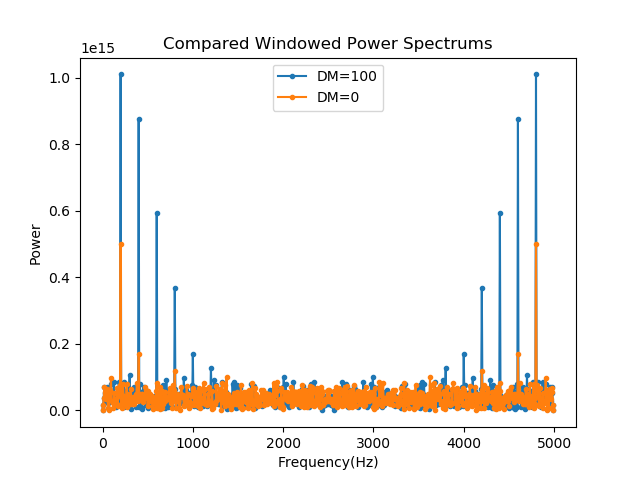 Compared Windowed Power Spectrums
1e15
DM=100
DM=0
1.0
0.8
0.6
0.4
0.2
0.0
Power
0 1000 2000 3000 4000 5000
Frequency(Hz)